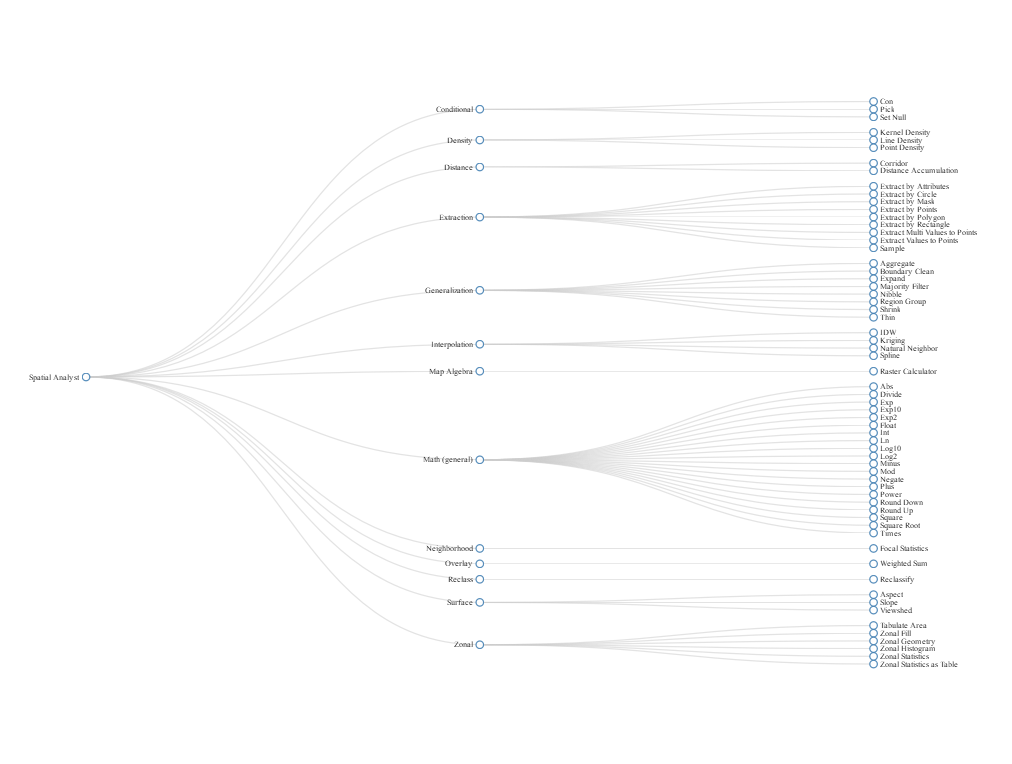 Spatial Analyst
Conditional
Con
Pick
Set Null
Density
Kernel Density
Line Density
Point Density
Distance
Corridor
Distance Accumulation
Extraction
Extract by Attributes
Extract by Circle
Extract by Mask
Extract by Points
Extract by Polygon
Extract by Rectangle
Extract Multi Values to Points
Extract Values to Points
Sample
Generalization
Aggregate
Boundary Clean
Expand
Majority Filter
Nibble
Region Group
Shrink
Thin
Interpolation
IDW
Kriging
Natural Neighbor
Spline
Map Algebra
Raster Calculator
Math (general)
Abs
Divide
Exp
Exp10
Exp2
Float
Int
Ln
Log10
Log2
Minus
Mod
Negate
Plus
Power
Round Down
Round Up
Square
Square Root
Times
Neighborhood
Focal Statistics
Overlay
Weighted Sum
Reclass
Reclassify
Surface
Aspect
Slope
Viewshed
Zonal
Tabulate Area
Zonal Fill
Zonal Geometry
Zonal Histogram
Zonal Statistics
Zonal Statistics as Table